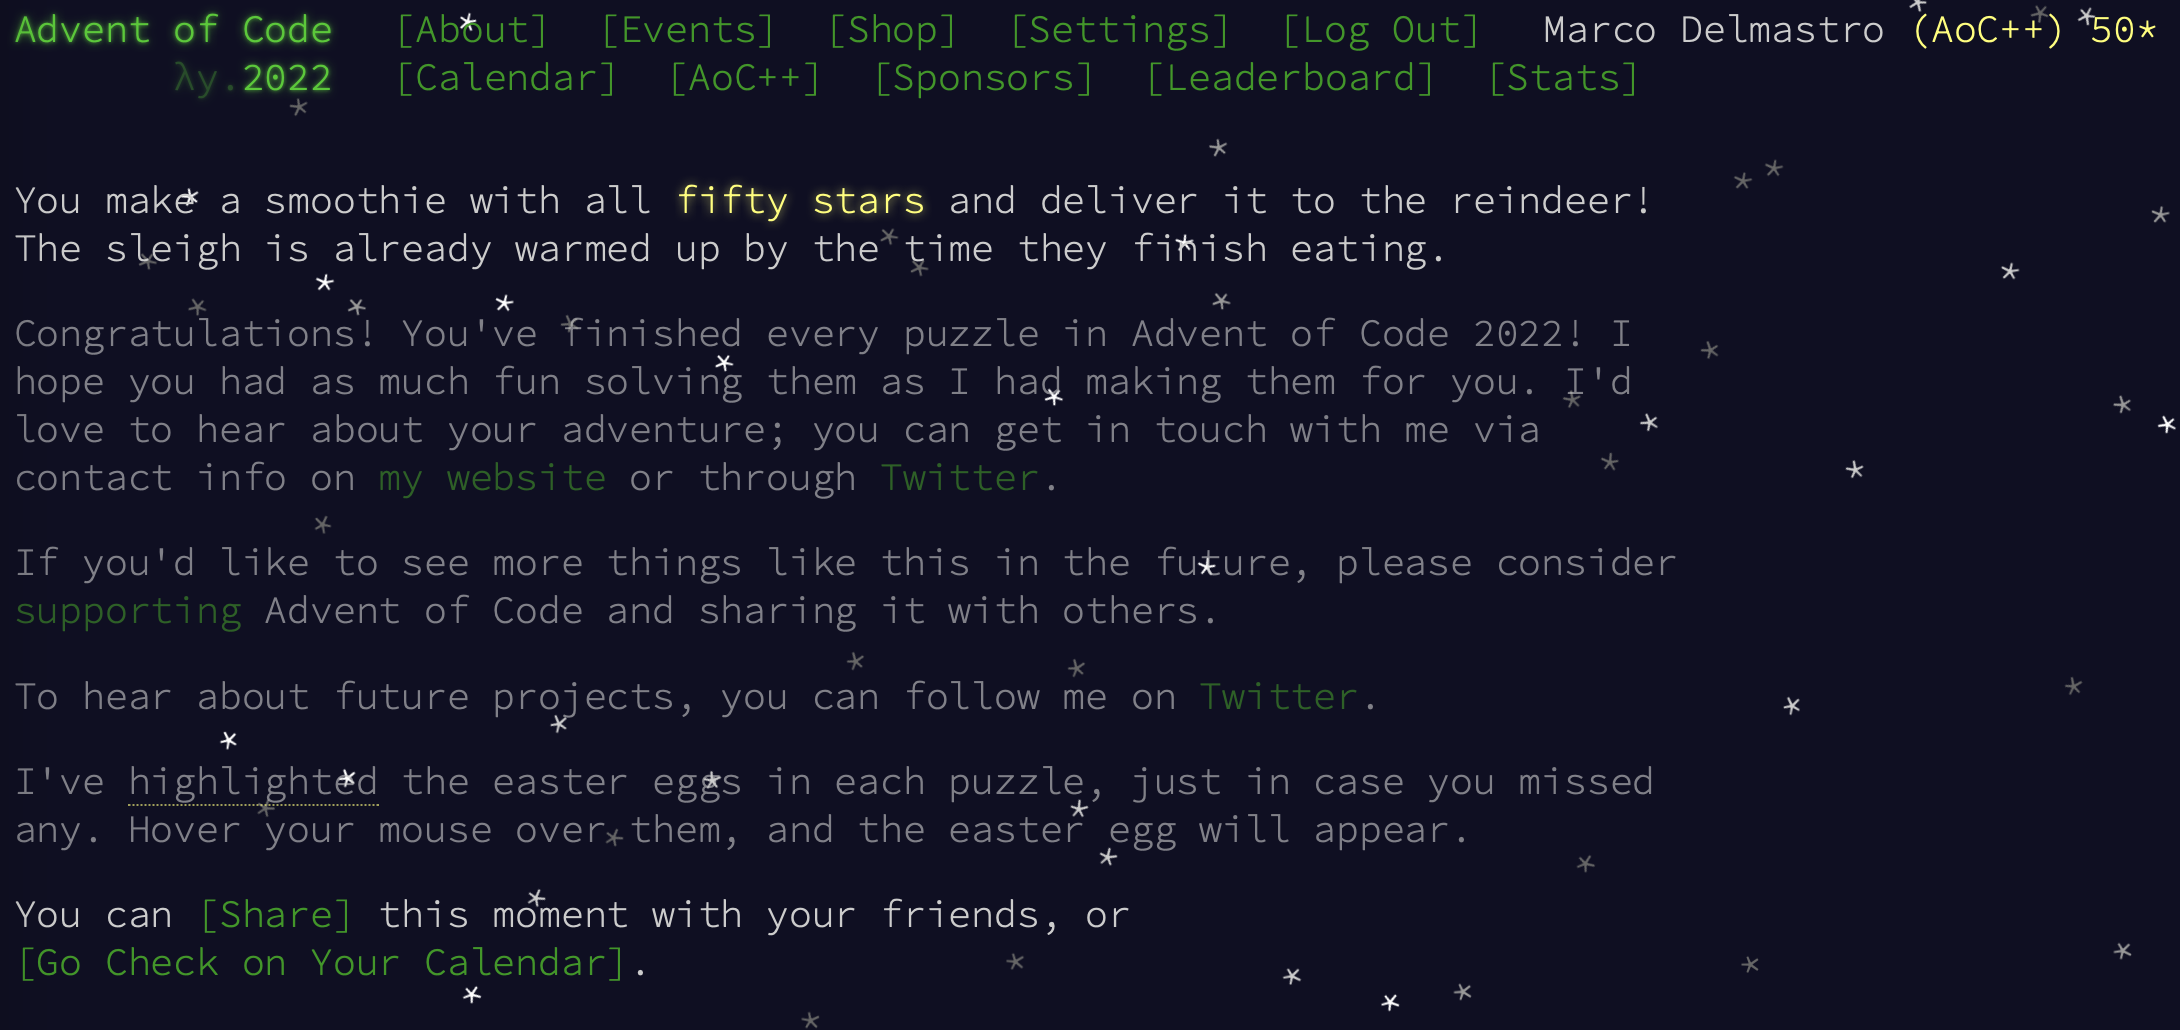 Advent of Code [About] [Events] [Shop] [Settings] [Log Out] Marco Delmastro (AoC++) 50*
λy.2022 [Calendar] [AoC++] [Sponsors] [Leaderboard] [Stats]
You make a smoothie with all fifty stars and deliver it to the reindeer!
The sleigh is already warmed up by the time they finish eating.
Congratulations! You've finished every puzzle in Advent of Code 2022! I
hope you had as much fun solving them as I had making them for you. I'd
love to hear about your adventure; you can get in touch with me via
contact info on my website or through Twitter.
If you'd like to see more things like this in the future, please consider
supporting Advent of Code and sharing it with others.
To hear about future projects, you can follow me on Twitter.
I've highlighted the easter eggs in each puzzle, just in case you missed
any. Hover your mouse over them, and the easter egg will appear.
You can [Share] this moment with your friends, or
[Go Check on Your Calendar].